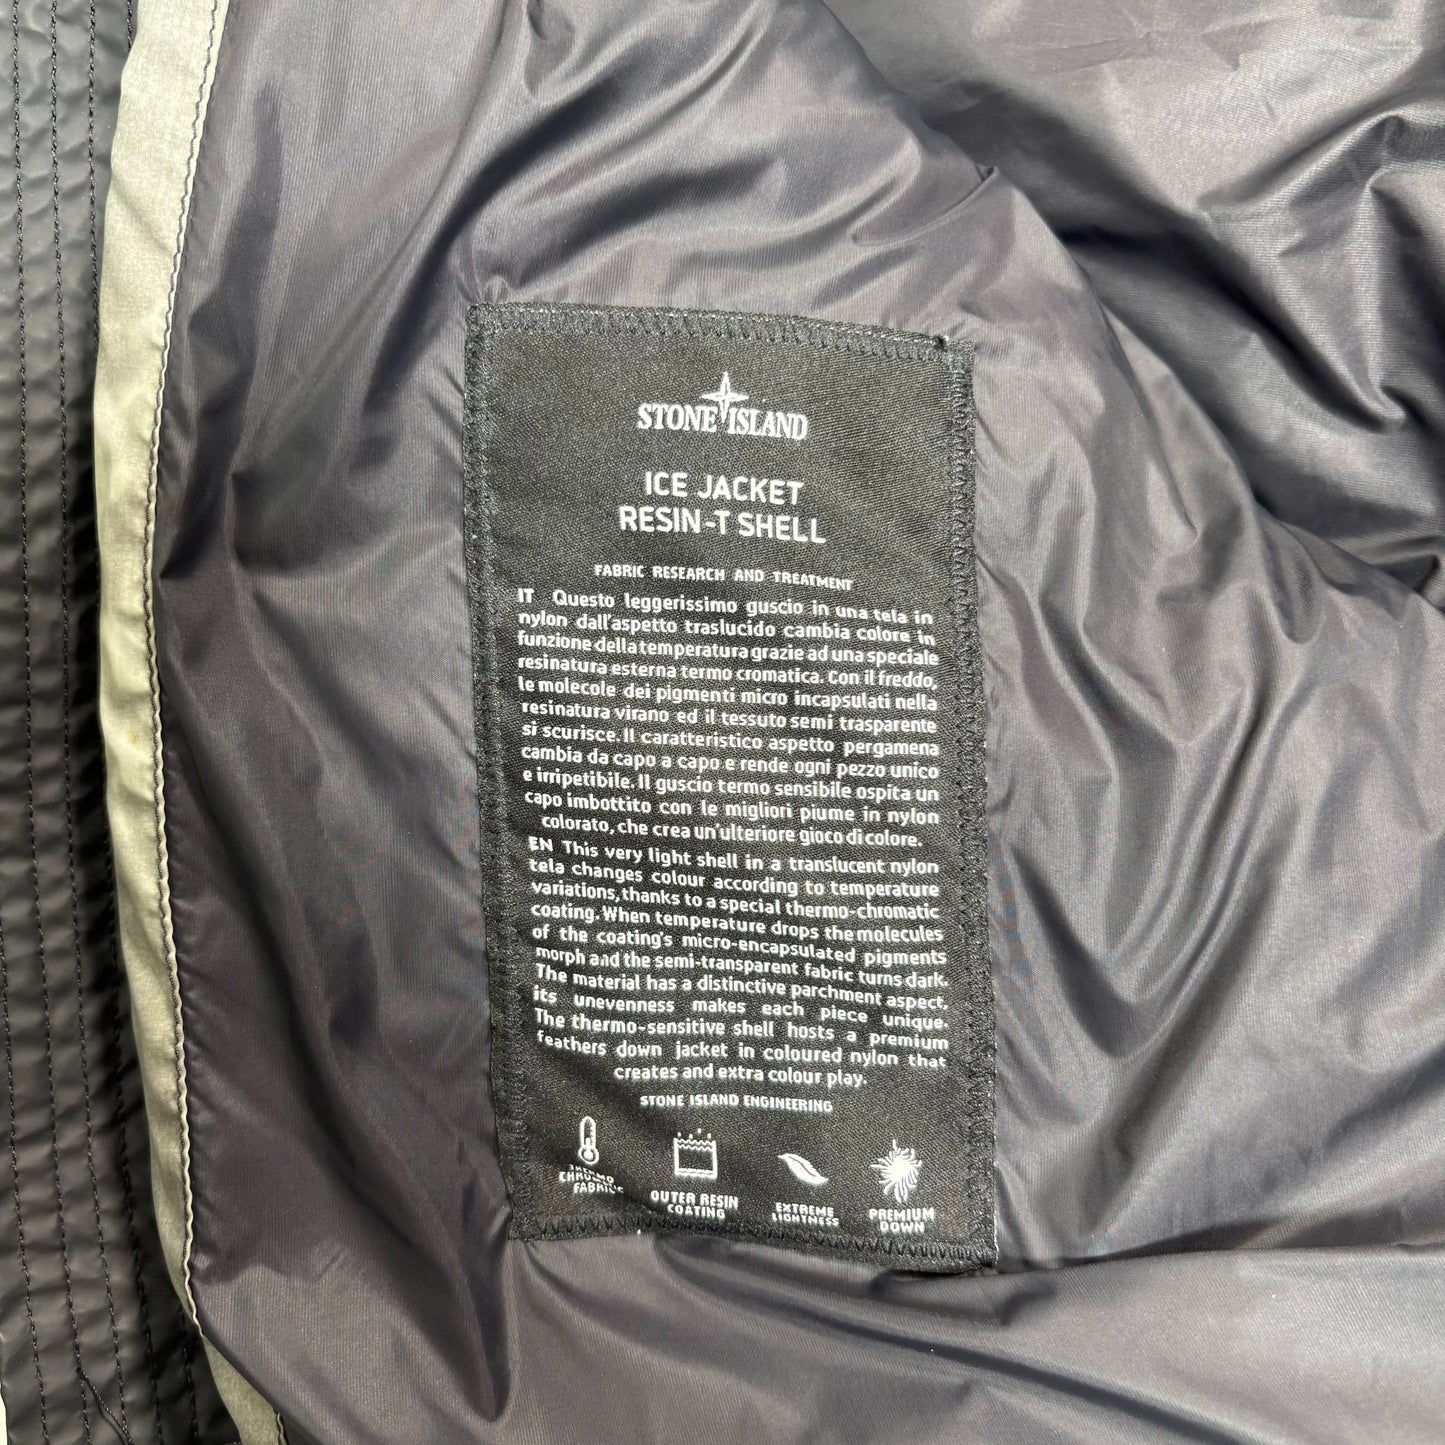 STONE ISLAND
ICE JACKET
RESIN-T SHELL
FABRIC RESEARCH AND TREATMENT
IT Questo leggerissimo guscio in una tela in
nylon dall'aspetto traslucido cambia colore in
funzione della temperatura grazie ad una speciale
resinatura esterna termo cromatica. Con il freddo,
le molecole dei pigmenti micro incapsulati nella
resinatura virano ed il tessuto semi trasparente
si scurisce. Il caratteristico aspetto pergamena
cambia da capo a capo e rende ogni pezzo unico
e irripetibile. Il guscio termo sensibile ospita un
capo imbottito con le migliori piume in nylon
colorato, che crea un'ulteriore gioco di colore.
EN This very light shell in a translucent nylon
tela changes colour according to temperature
variations, thanks to a special thermo-chromatic
coating. When temperature drops the molecules
of the coating's micro-encapsulated pigments
morph and the semi-transparent fabric turns dark.
The material has a distinctive parchment aspect,
its unevenness makes each piece unique.
The thermo-sensitive shell hosts a premium
feathers down jacket in coloured nylon that
creates and extra colour play.
STONE ISLAND ENGINEERING
THERMO
CHROMO
FABRICS
OUTER RESIN
COATING
EXTREME
LIGHTNESS
PREMIUM
DOWN